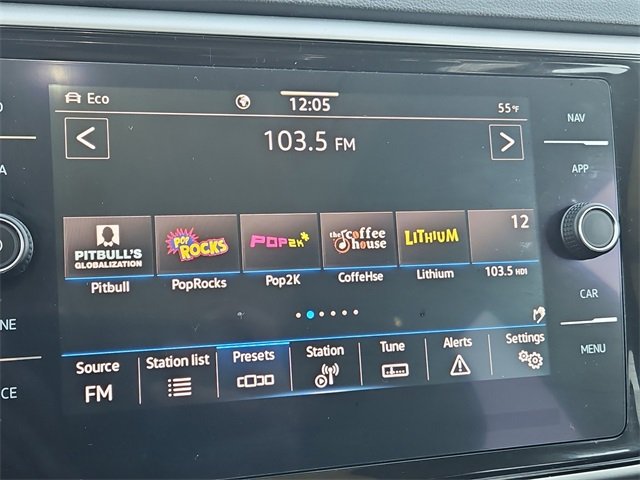 Eco
12:05
55°F
103.5 FM
NAV
APP
CAR
MENU
PITBULL'S
GLOBALIZATION
POP
ROCKS
POP2K*
the coffee
house
LITHIUM
12
Pitbull
PopRocks
Pop2K
CoffeHse
Lithium
103.5 HD1
Source
FM
Station list
Presets
Station
Tune
Alerts
Settings